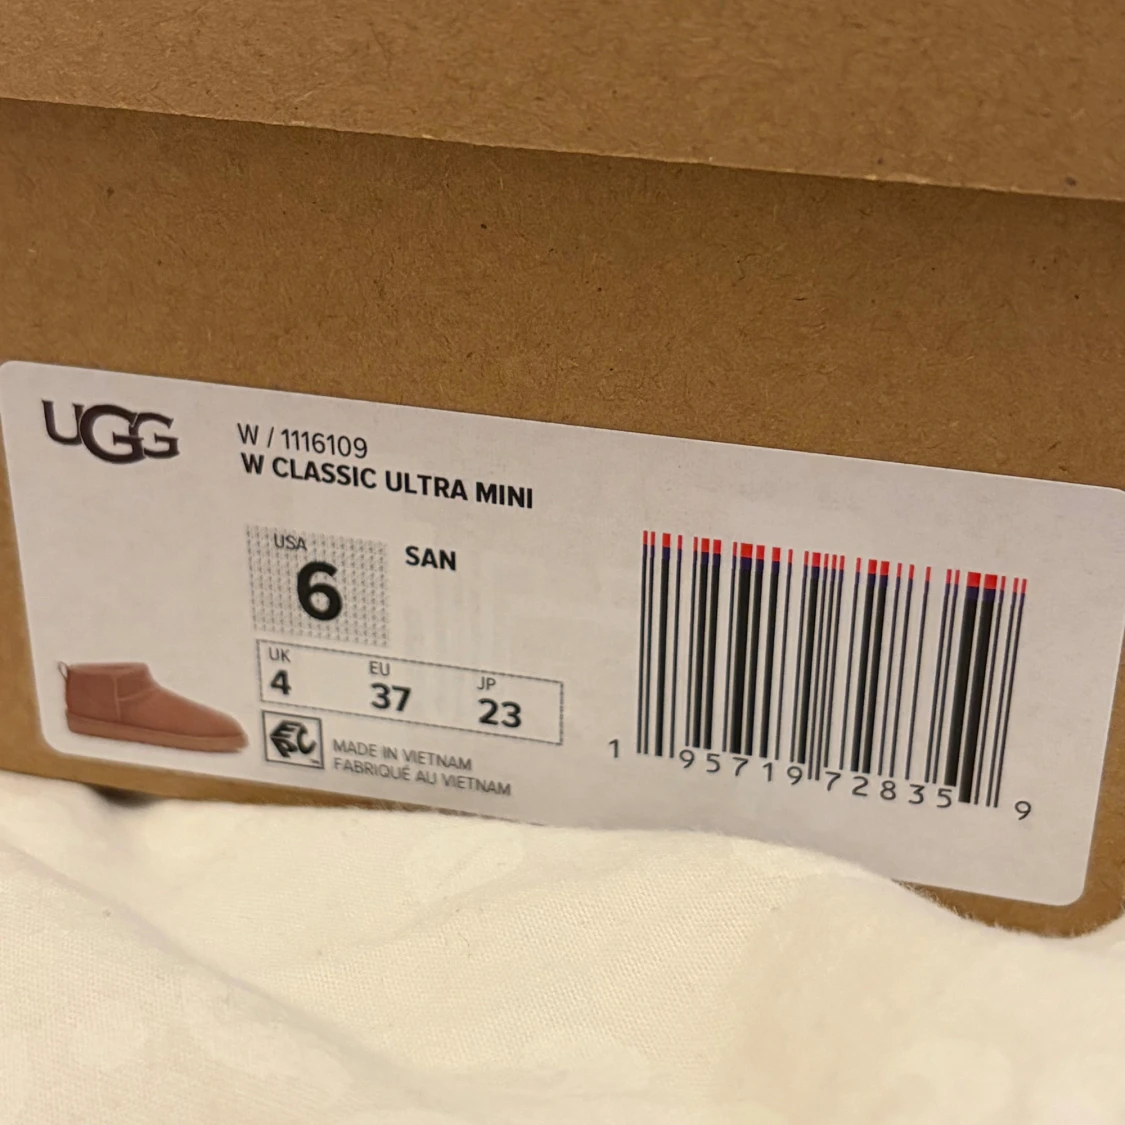 UGG
W / 1116109
W CLASSIC ULTRA MINI
USA
6
SAN
UK
4
EU
37
JP
23
MADE IN VIETNAM
FABRIQUÉ AU VIETNAM
1 95719 72835 9